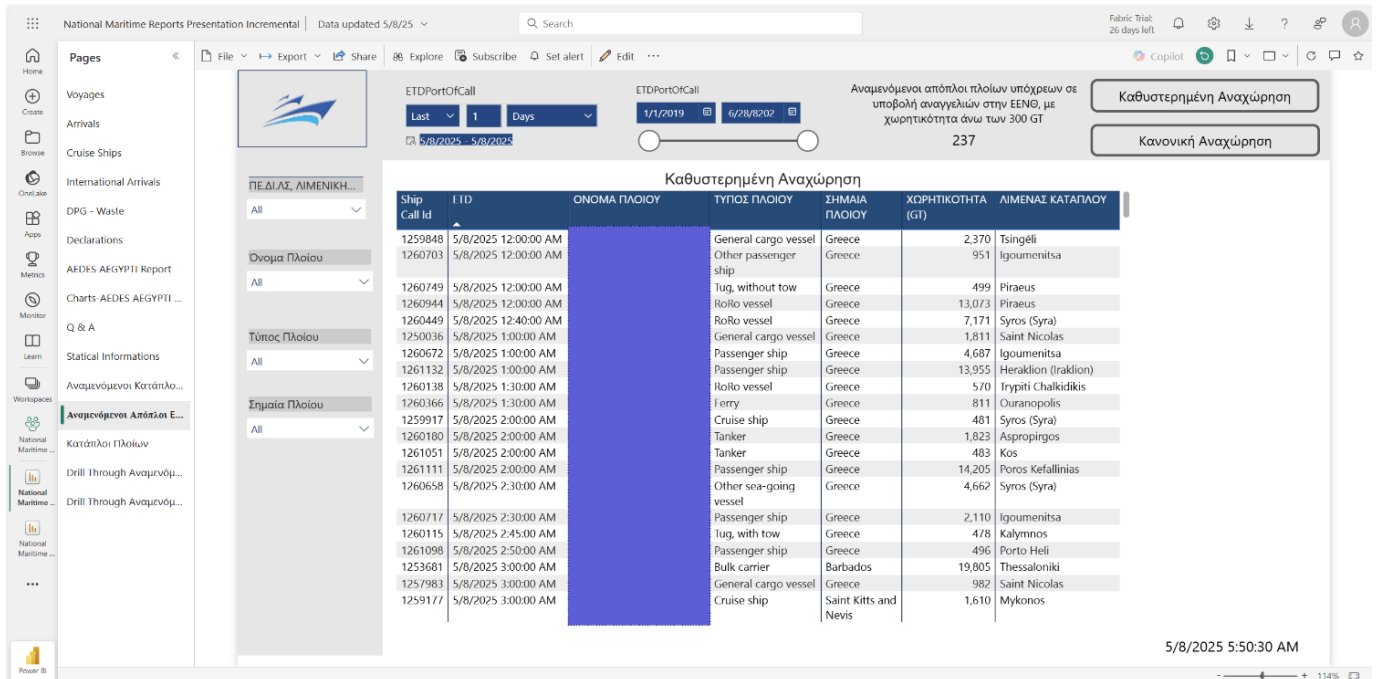 National Maritime Reports Presentation Incremental
Data updated 5/8/25
Search
Fabric Trial:
26 days left
Home
Create
Browse
OneLake
Apps
Metrics
Monitor
Learn
Workspaces
National
Maritime ...
National
Maritime ...
National
Maritime ...
Power BI
Pages
Voyages
Arrivals
Cruise Ships
International Arrivals
DPG - Waste
Declarations
AEDES AEGYPTI Report
Charts-AEDES AEGYPTI ...
Q & A
Statical Informations
Αναμενόμενοι Κατάπλο...
Αναμενόμενοι Απόπλοι Ε...
Κατάπλοι Πλοίων
Drill Through Αναμενόμ...
Drill Through Αναμενόμ...
File
Export
Share
Explore
Subscribe
Set alert
Edit
Copilot
ETDPortOfCall
Last 1 Days
5/8/2025 - 5/8/2025
ETDPortOfCall
1/1/2019 6/28/8202
Αναμενόμενοι απόπλοι πλοίων υπόχρεων σε
υποβολή αναγγελιών στην ΕΕΝΘ, με
χωρητικότητα άνω των 300 GT
237
Καθυστερημένη Αναχώρηση
Κανονική Αναχώρηση
ΠΕ.ΔΙ.ΛΣ, ΛΙΜΕΝΙΚΗ...
All
Όνομα Πλοίου
All
Τύπος Πλοίου
All
Σημαία Πλοίου
All
Καθυστερημένη Αναχώρηση
Ship Call Id ETD ΟΝΟΜΑ ΠΛΟΙΟΥ ΤΥΠΟΣ ΠΛΟΙΟΥ ΣΗΜΑΙΑ ΠΛΟΙΟΥ ΧΩΡΗΤΙΚΟΤΗΤΑ (GT) ΛΙΜΕΝΑΣ ΚΑΤΑΠΛΟΥ
1259848 5/8/2025 12:00:00 AM General cargo vessel Greece 2,370 Tsingéli
1260703 5/8/2025 12:00:00 AM Other passenger ship Greece 951 Igoumenitsa
1260749 5/8/2025 12:00:00 AM Tug, without tow Greece 499 Piraeus
1260944 5/8/2025 12:00:00 AM RoRo vessel Greece 13,073 Piraeus
1260449 5/8/2025 12:40:00 AM RoRo vessel Greece 7,171 Syros (Syra)
1250036 5/8/2025 1:00:00 AM General cargo vessel Greece 1,811 Saint Nicolas
1260672 5/8/2025 1:00:00 AM Passenger ship Greece 4,687 Igoumenitsa
1261132 5/8/2025 1:00:00 AM Passenger ship Greece 13,955 Heraklion (Iraklion)
1260138 5/8/2025 1:30:00 AM RoRo vessel Greece 570 Trypiti Chalkidikis
1260366 5/8/2025 1:30:00 AM Ferry Greece 811 Ouranopolis
1259917 5/8/2025 2:00:00 AM Cruise ship Greece 481 Syros (Syra)
1260180 5/8/2025 2:00:00 AM Tanker Greece 1,823 Aspropirgos
1261051 5/8/2025 2:00:00 AM Tanker Greece 483 Kos
1261111 5/8/2025 2:00:00 AM Passenger ship Greece 14,205 Poros Kefallinias
1260658 5/8/2025 2:30:00 AM Other sea-going vessel Greece 4,662 Syros (Syra)
1260717 5/8/2025 2:30:00 AM Passenger ship Greece 2,110 Igoumenitsa
1260115 5/8/2025 2:45:00 AM Tug, with tow Greece 478 Kalymnos
1261098 5/8/2025 2:50:00 AM Passenger ship Greece 496 Porto Heli
1253681 5/8/2025 3:00:00 AM Bulk carrier Barbados 19,805 Thessaloniki
1257983 5/8/2025 3:00:00 AM General cargo vessel Greece 982 Saint Nicolas
1259177 5/8/2025 3:00:00 AM Cruise ship Saint Kitts and Nevis 1,610 Mykonos
5/8/2025 5:50:30 AM
114%